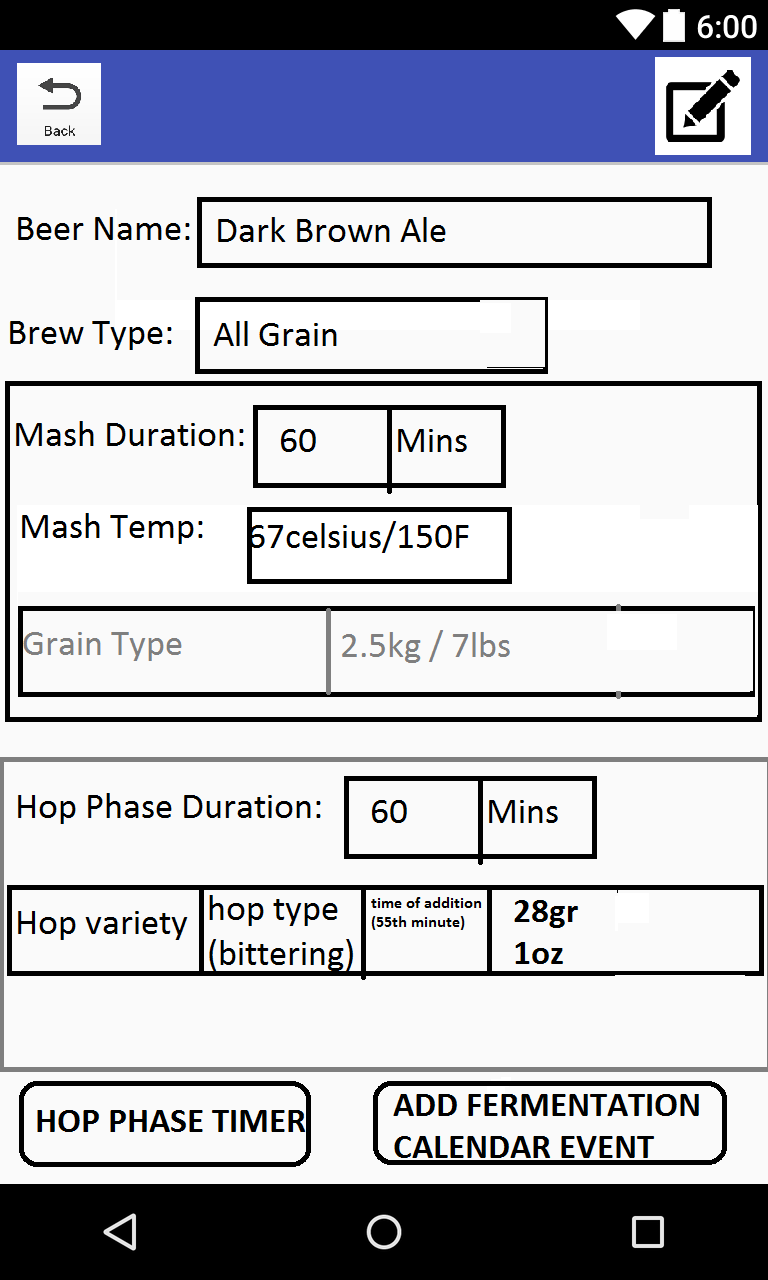 6:00
Back
Beer Name: Dark Brown Ale
Brew Type: All Grain
Mash Duration: 60 Mins
Mash Temp: 67celsius/150F
Grain Type 2.5kg / 7lbs
Hop Phase Duration: 60 Mins
Hop variety
hop type
(bittering)
time of addition
(55th minute)
28gr
1oz
HOP PHASE TIMER
ADD FERMENTATION
CALENDAR EVENT